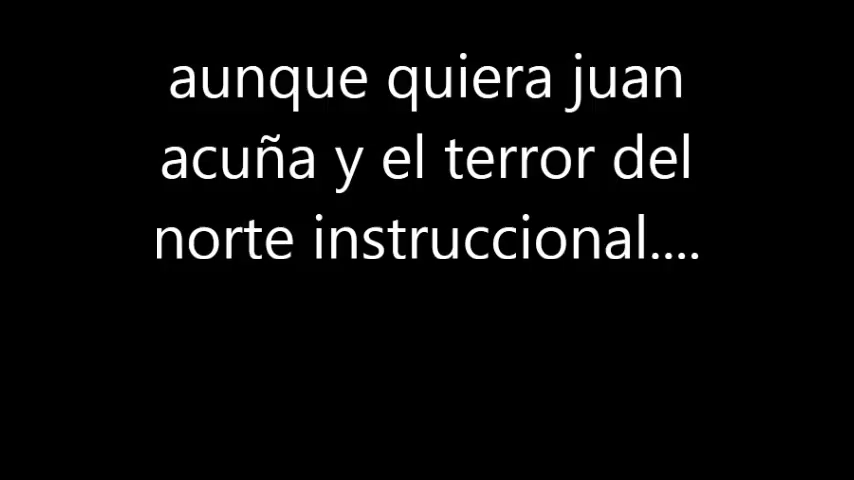 aunque quiera juan
acuña y el terror del
norte instruccional....